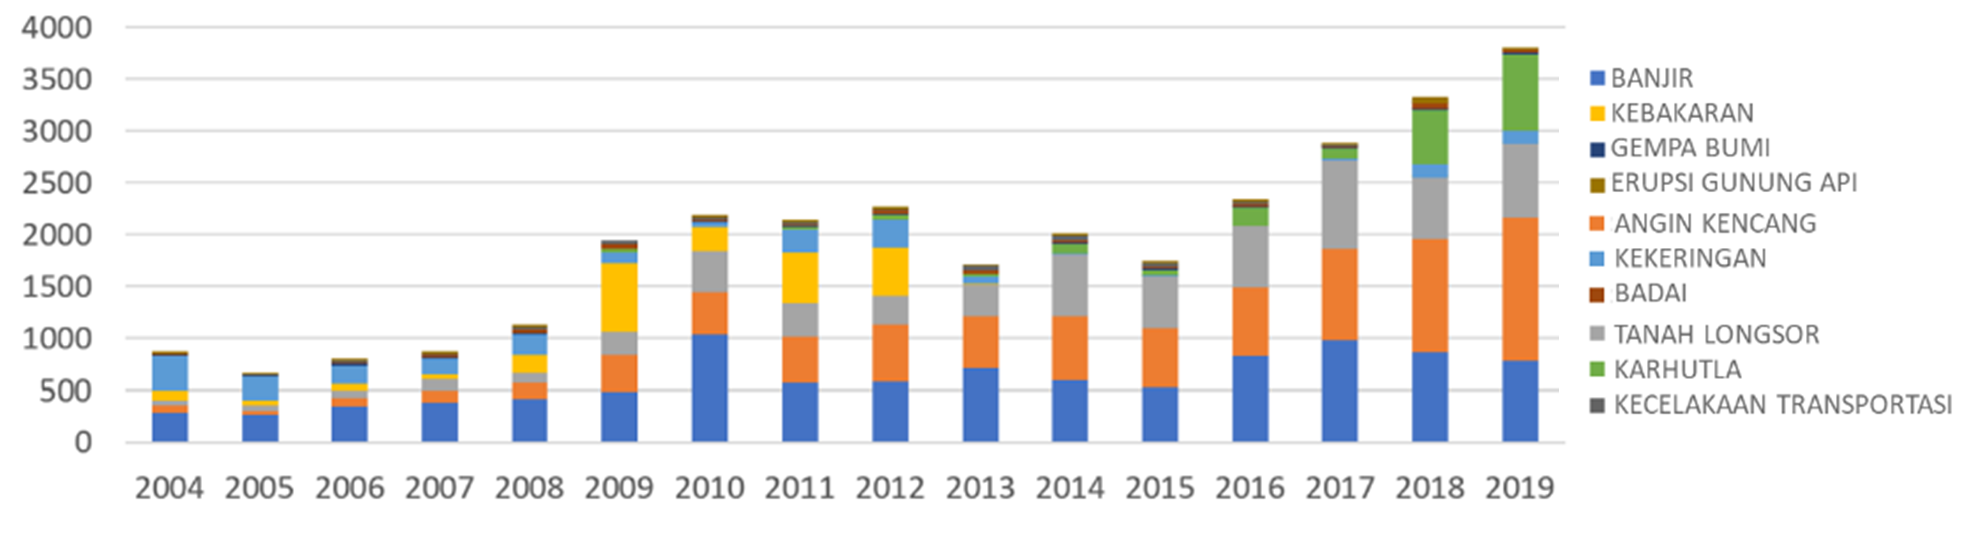 4000
3500
3000
2500
2000
1500
1000
500
0
2004 2005 2006 2007 2008 2009 2010 2011 2012 2013 2014 2015 2016 2017 2018 2019
BANJIR
KEBAKARAN
GEMPA BUMI
ERUPSI GUNUNG API
ANGIN KENCANG
KEKERINGAN
BADAI
TANAH LONGSOR
KARHUTLA
KECELAKAAN TRANSPORTASI